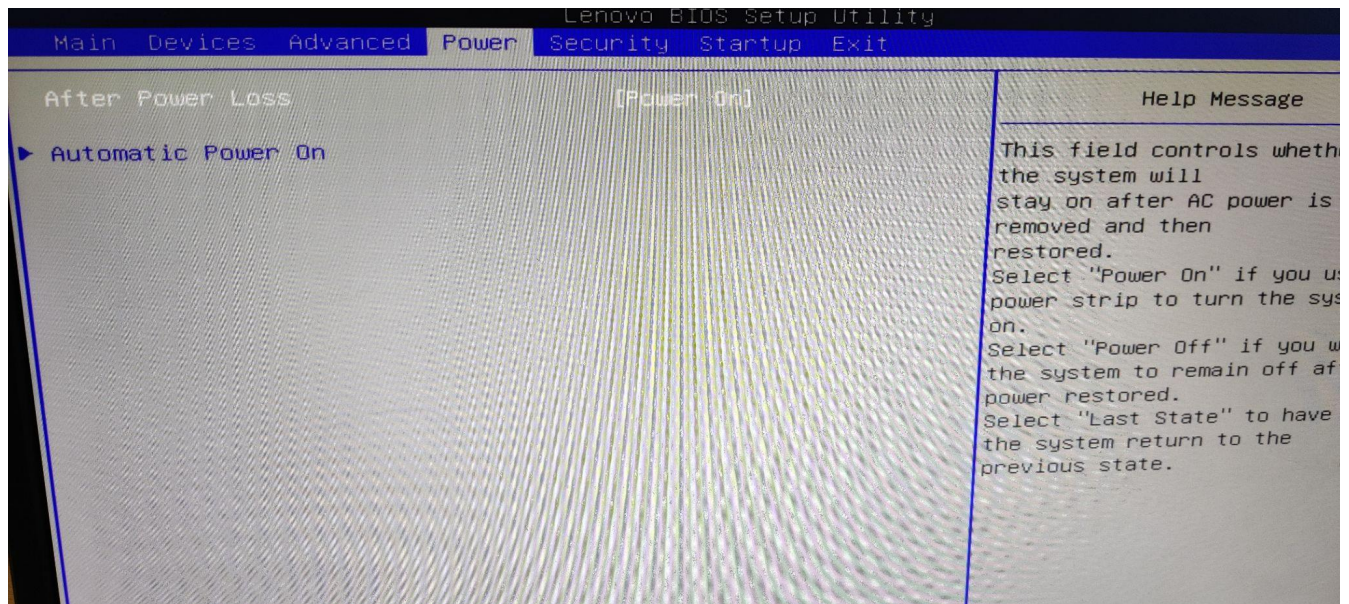 Lenovo BIOS Setup Utility
Main Devices Advanced Power Security Startup Exit
After Power Loss [Power On]
Automatic Power On
Help Message
This field controls
the system will
stay on after AC power is
removed and then
restored.
Select "Power On" if you
power strip to turn the
on.
Select "Power Off" if you
the system to remain off
power restored.
Select "Last State" to have
the system return to the
previous state.